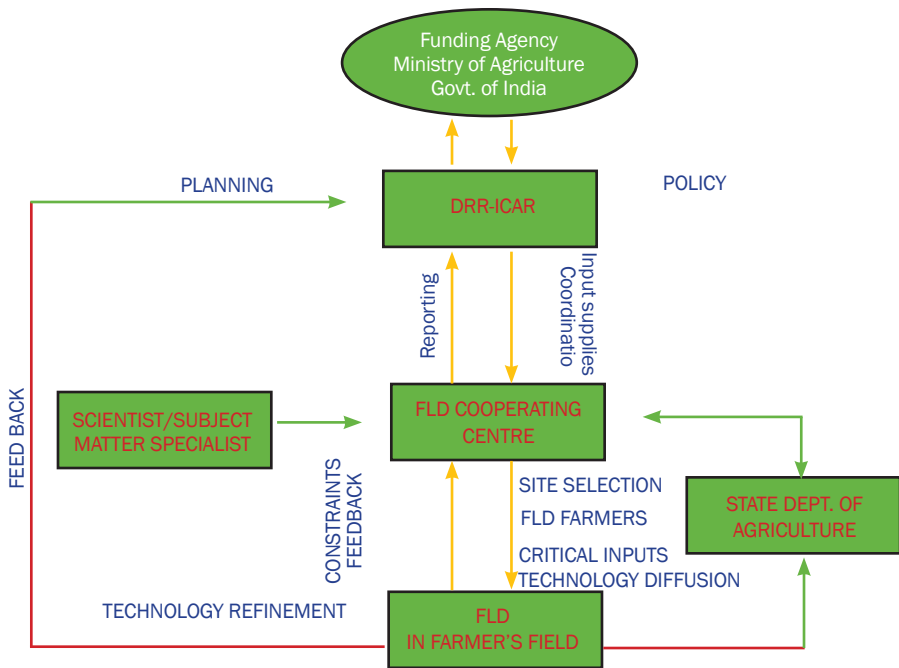 Funding Agency
Ministry of Agriculture
Govt. of India
PLANNING
POLICY
DRR-ICAR
Reporting
Input supplies
Coordinatio
FEED BACK
SCIENTIST/SUBJECT
MATTER SPECIALIST
FLD COOPERATING
CENTRE
CONSTRAINTS
FEEDBACK
SITE SELECTION
FLD FARMERS
CRITICAL INPUTS
TECHNOLOGY DIFFUSION
STATE DEPT. OF
AGRICULTURE
TECHNOLOGY REFINEMENT
FLD
IN FARMER'S FIELD